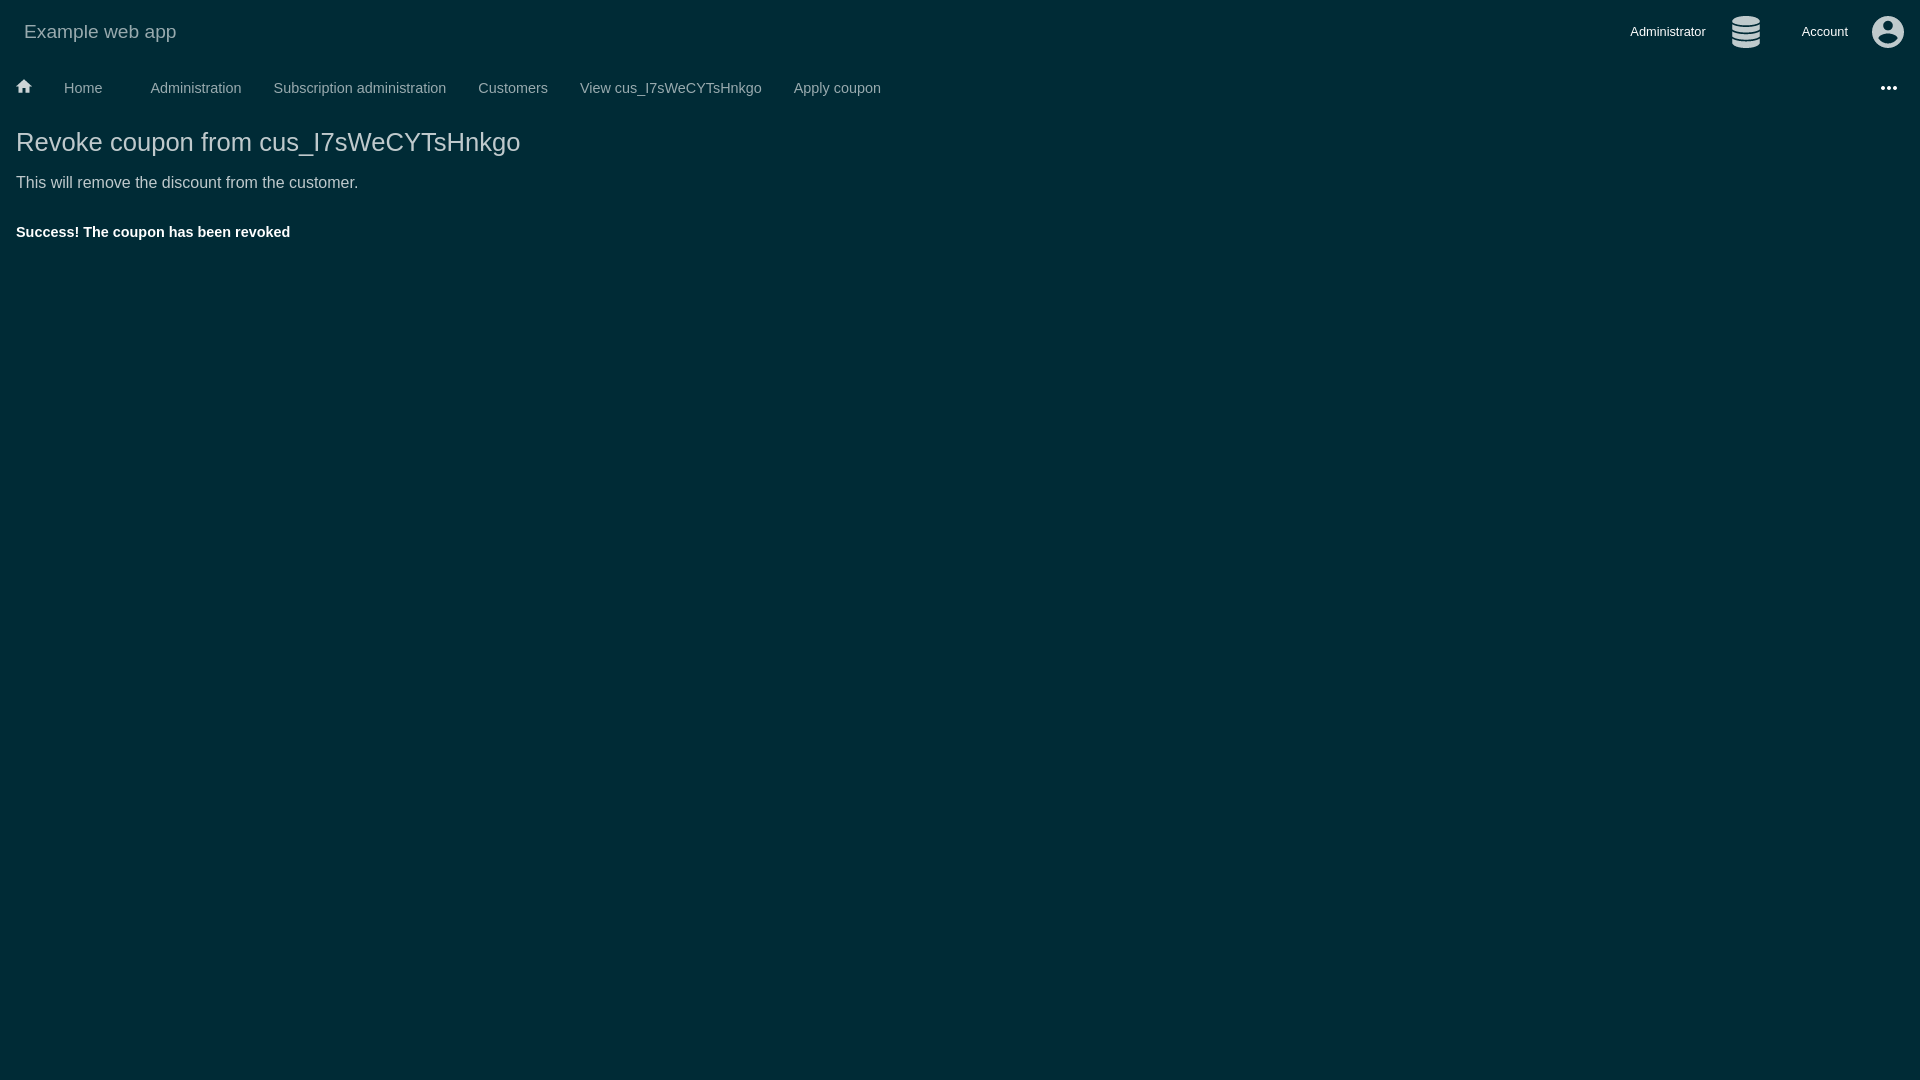 Example web app
Administrator
Account
Home
Administration
Subscription administration
Customers
View cus_I7sWeCYTsHnkgo
Apply coupon
Revoke coupon from cus_I7sWeCYTsHnkgo
This will remove the discount from the customer.
Success! The coupon has been revoked